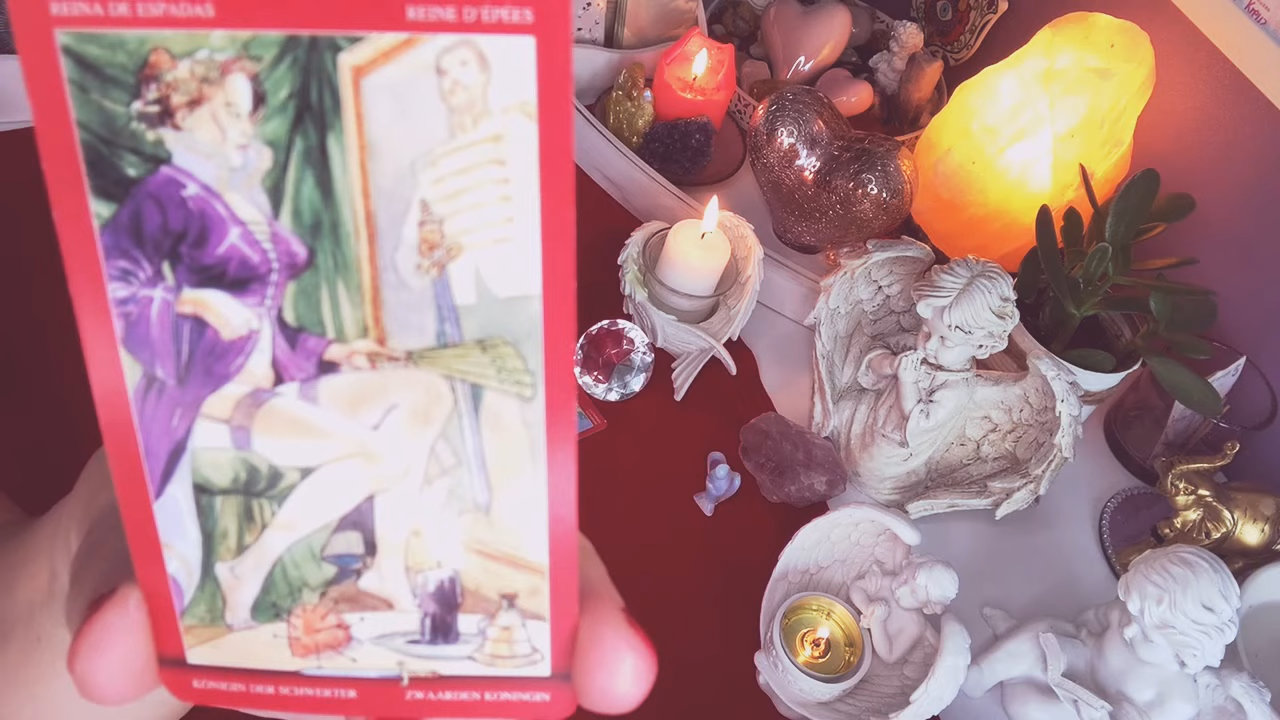 REINA DE ESPADAS
REINE D'ÉPÉES
KÖNIGIN DER SCHWERTER
ZWAARDEN KONINGIN